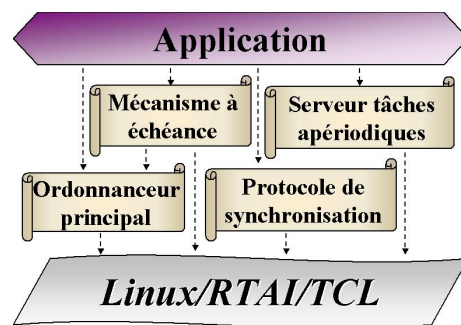 Application
Mécanisme à
échéance
Serveur tâches
apériodiques
Ordonnanceur
principal
Protocole de
synchronisation
Linux/RTAI/TCL